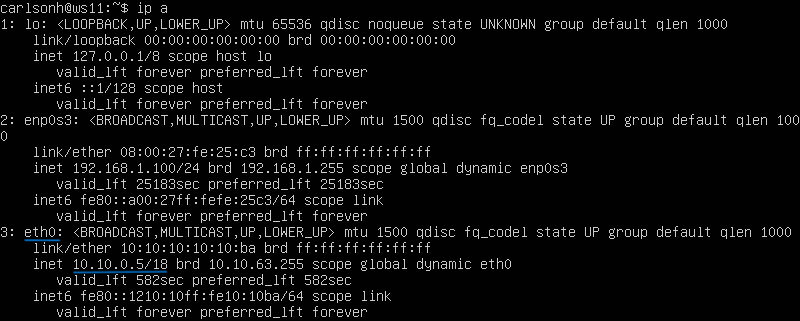 carlsonh@ws11:~$ ip a
1: lo: <LOOPBACK,UP,LOWER_UP> mtu 65536 qdisc noqueue state UNKNOWN group default qlen 1000
    link/loopback 00:00:00:00:00:00 brd 00:00:00:00:00:00
    inet 127.0.0.1/8 scope host lo
       valid_lft forever preferred_lft forever
    inet6 ::1/128 scope host
       valid_lft forever preferred_lft forever
2: enp0s3: <BROADCAST,MULTICAST,UP,LOWER_UP> mtu 1500 qdisc fq_codel state UP group default qlen 100
0
    link/ether 08:00:27:fe:25:c3 brd ff:ff:ff:ff:ff:ff
    inet 192.168.1.100/24 brd 192.168.1.255 scope global dynamic enp0s3
       valid_lft 25183sec preferred_lft 25183sec
    inet6 fe80::a00:27ff:fefe:25c3/64 scope link
       valid_lft forever preferred_lft forever
3: eth0: <BROADCAST,MULTICAST,UP,LOWER_UP> mtu 1500 qdisc fq_codel state UP group default qlen 1000
    link/ether 10:10:10:10:10:ba brd ff:ff:ff:ff:ff:ff
    inet 10.10.0.5/18 brd 10.10.63.255 scope global dynamic eth0
       valid_lft 582sec preferred_lft 582sec
    inet6 fe80::1210:10ff:fe10:10ba/64 scope link
       valid_lft forever preferred_lft forever